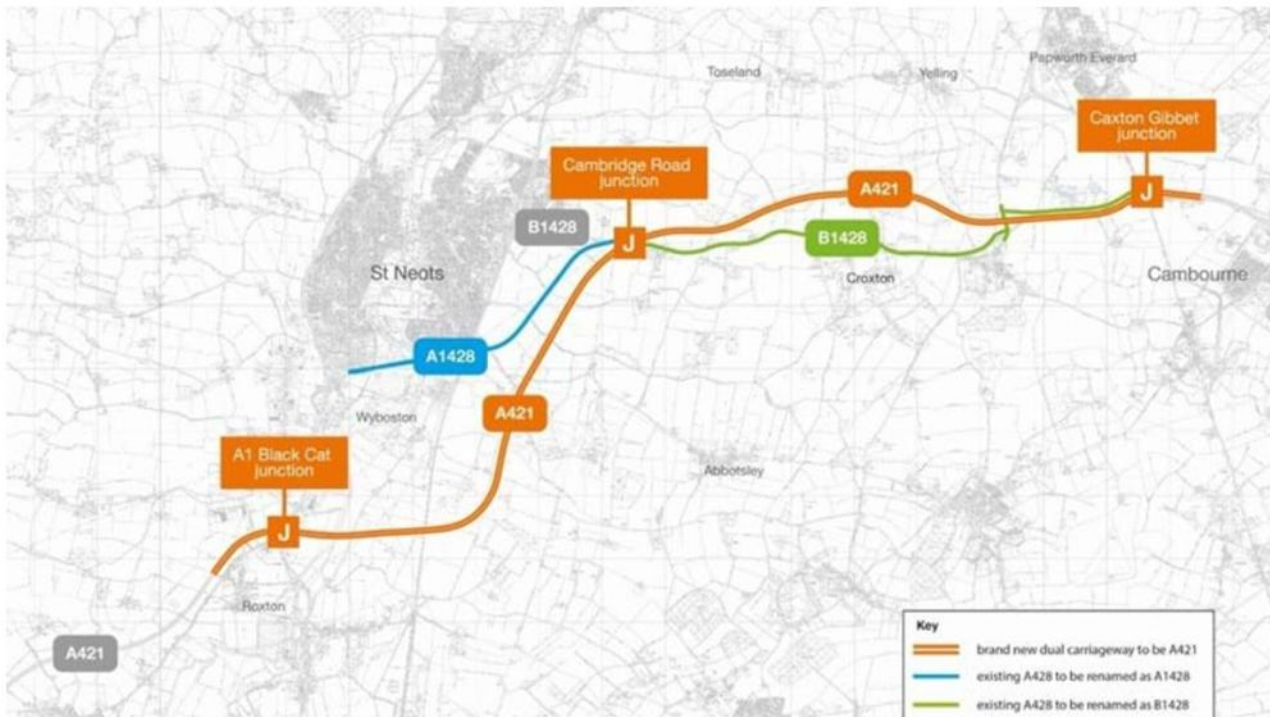 Toseland
Yelling
Papworth Everard
Caxton Gibbet
junction
Cambridge Road
junction
J
A421
B1428
J
B1428
St Neots
Croxton
Cambourne
A1428
Wyboston
A421
A1 Black Cat
junction
Abbotsley
J
Roxton
A421
Key
brand new dual carriageway to be A421
existing A428 to be renamed as A1428
existing A428 to be renamed as B1428